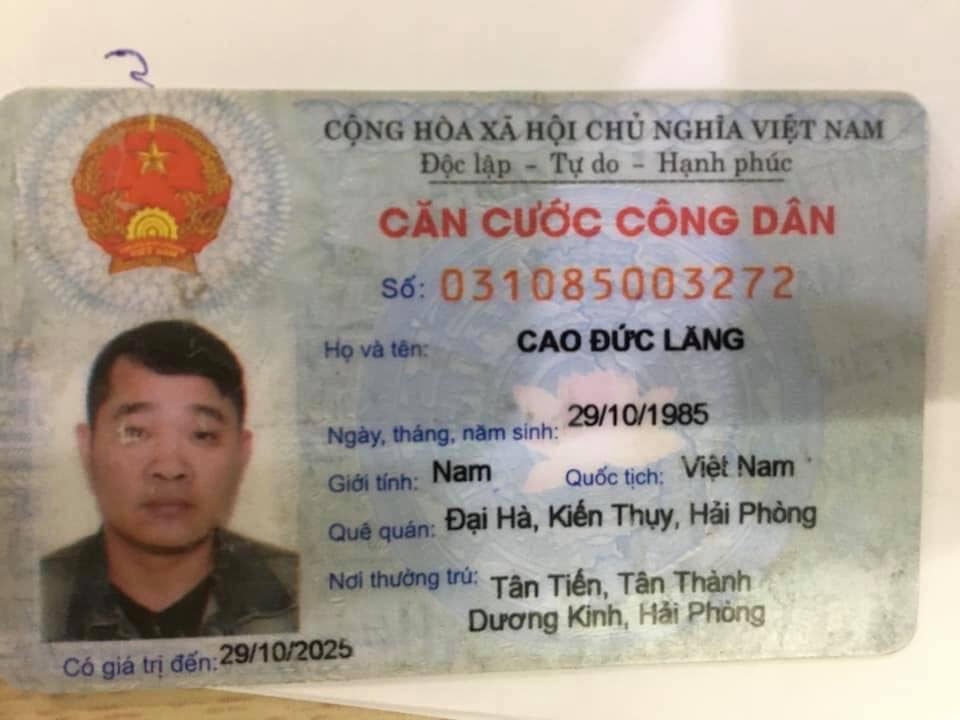 CỘNG HÒA XÃ HỘI CHỦ NGHĨA VIỆT NAM
Độc lập - Tự do - Hạnh phúc
CĂN CƯỚC CÔNG DÂN
Số: 031085003272
Họ và tên: CAO ĐỨC LĂNG
Ngày, tháng, năm sinh: 29/10/1985
Giới tính: Nam Quốc tịch: Việt Nam
Quê quán: Đại Hà, Kiến Thụy, Hải Phòng
Nơi thường trú: Tân Tiến, Tân Thành
Dương Kinh, Hải Phòng
Có giá trị đến: 29/10/2025